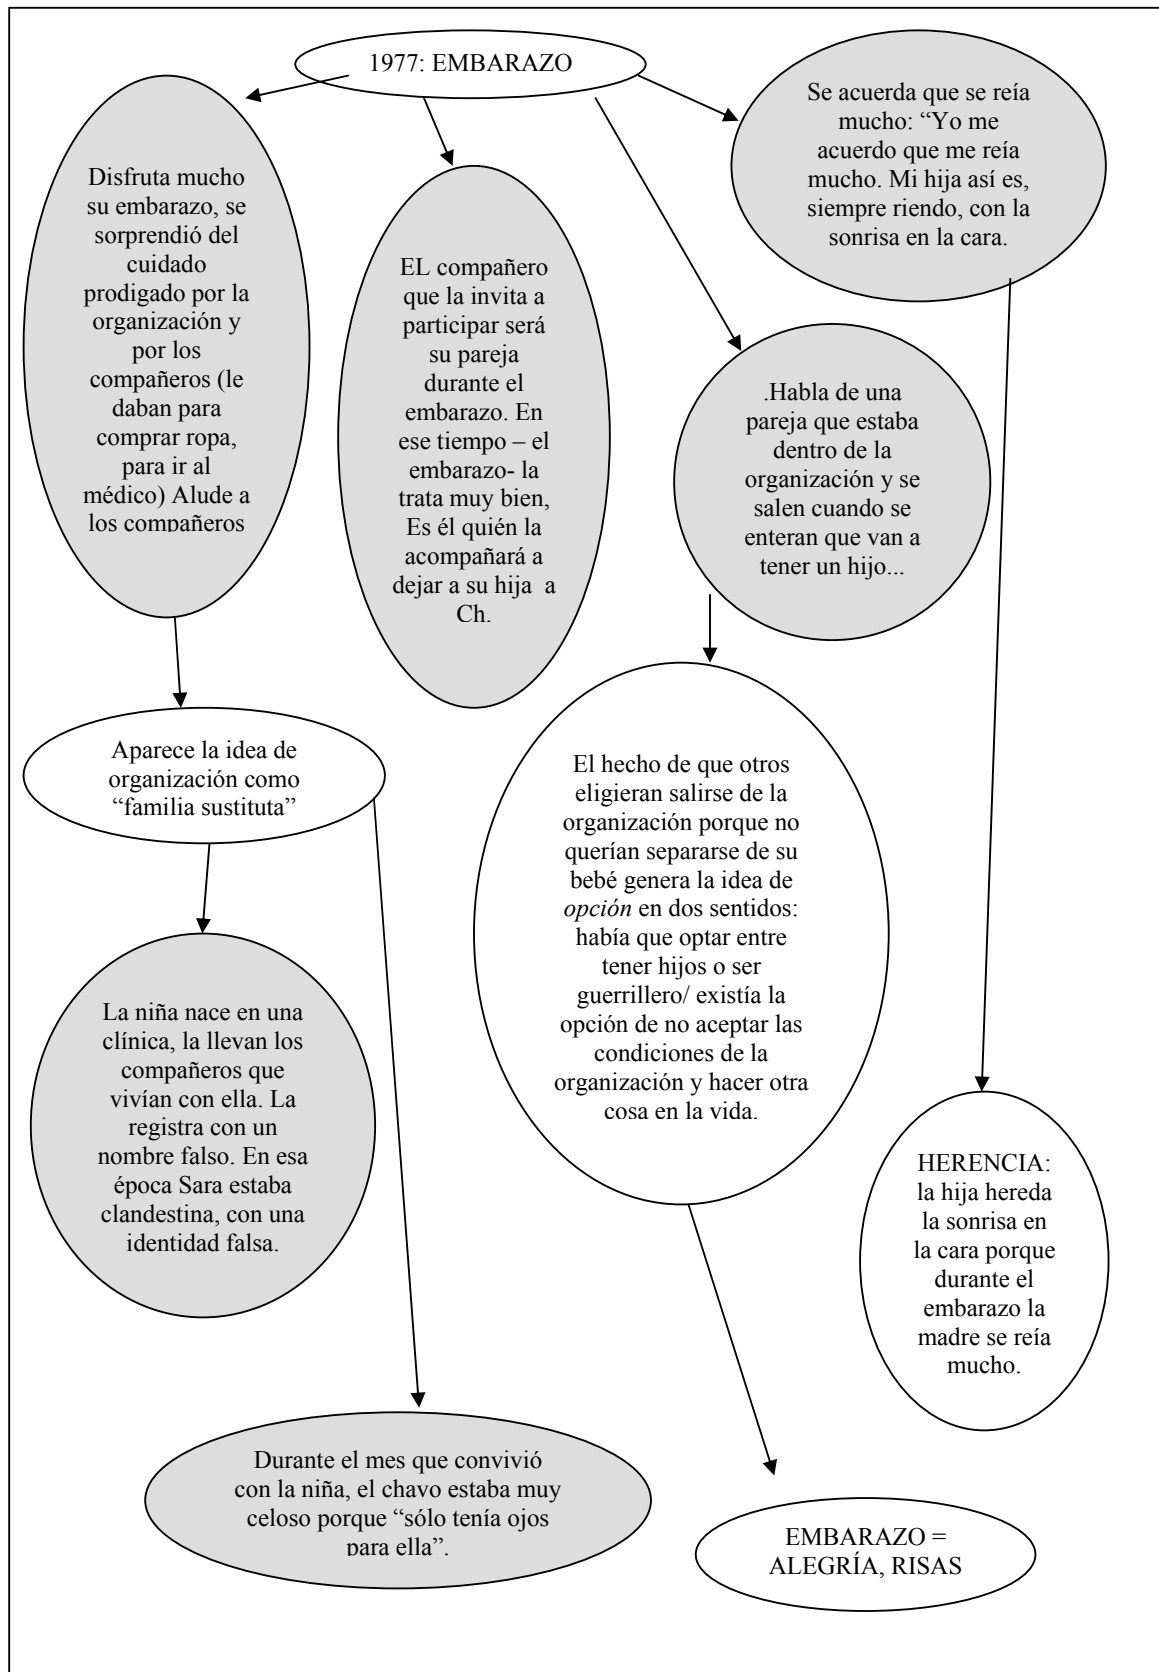 1977: EMBARAZO
Se acuerda que se reía
mucho: “Yo me
acuerdo que me reía
mucho. Mi hija así es,
siempre riendo, con la
sonrisa en la cara.
Disfruta mucho
su embarazo, se
sorprendió del
cuidado
prodigado por la
organización y
por los
compañeros (le
daban para
comprar ropa,
para ir al
médico) Alude a
los compañeros
EL compañero
que la invita a
participar será
su pareja
durante el
embarazo. En
ese tiempo – el
embarazo- la
trata muy bien,
Es él quién la
acompañará a
dejar a su hija a
Ch.
.Habla de una
pareja que estaba
dentro de la
organización y se
salen cuando se
enteran que van a
tener un hijo...
Aparece la idea de
organización como
“familia sustituta”
El hecho de que otros
eligieran salirse de la
organización porque no
querían separarse de su
bebé genera la idea de
opción en dos sentidos:
había que optar entre
tener hijos o ser
guerrillero/ existía la
opción de no aceptar las
condiciones de la
organización y hacer otra
cosa en la vida.
La niña nace en una
clínica, la llevan los
compañeros que
vivían con ella. La
registra con un
nombre falso. En esa
época Sara estaba
clandestina, con una
identidad falsa.
HERENCIA:
la hija hereda
la sonrisa en
la cara porque
durante el
embarazo la
madre se reía
mucho.
Durante el mes que convivió
con la niña, el chavo estaba muy
celoso porque “sólo tenía ojos
para ella”.
EMBARAZO =
ALEGRÍA, RISAS